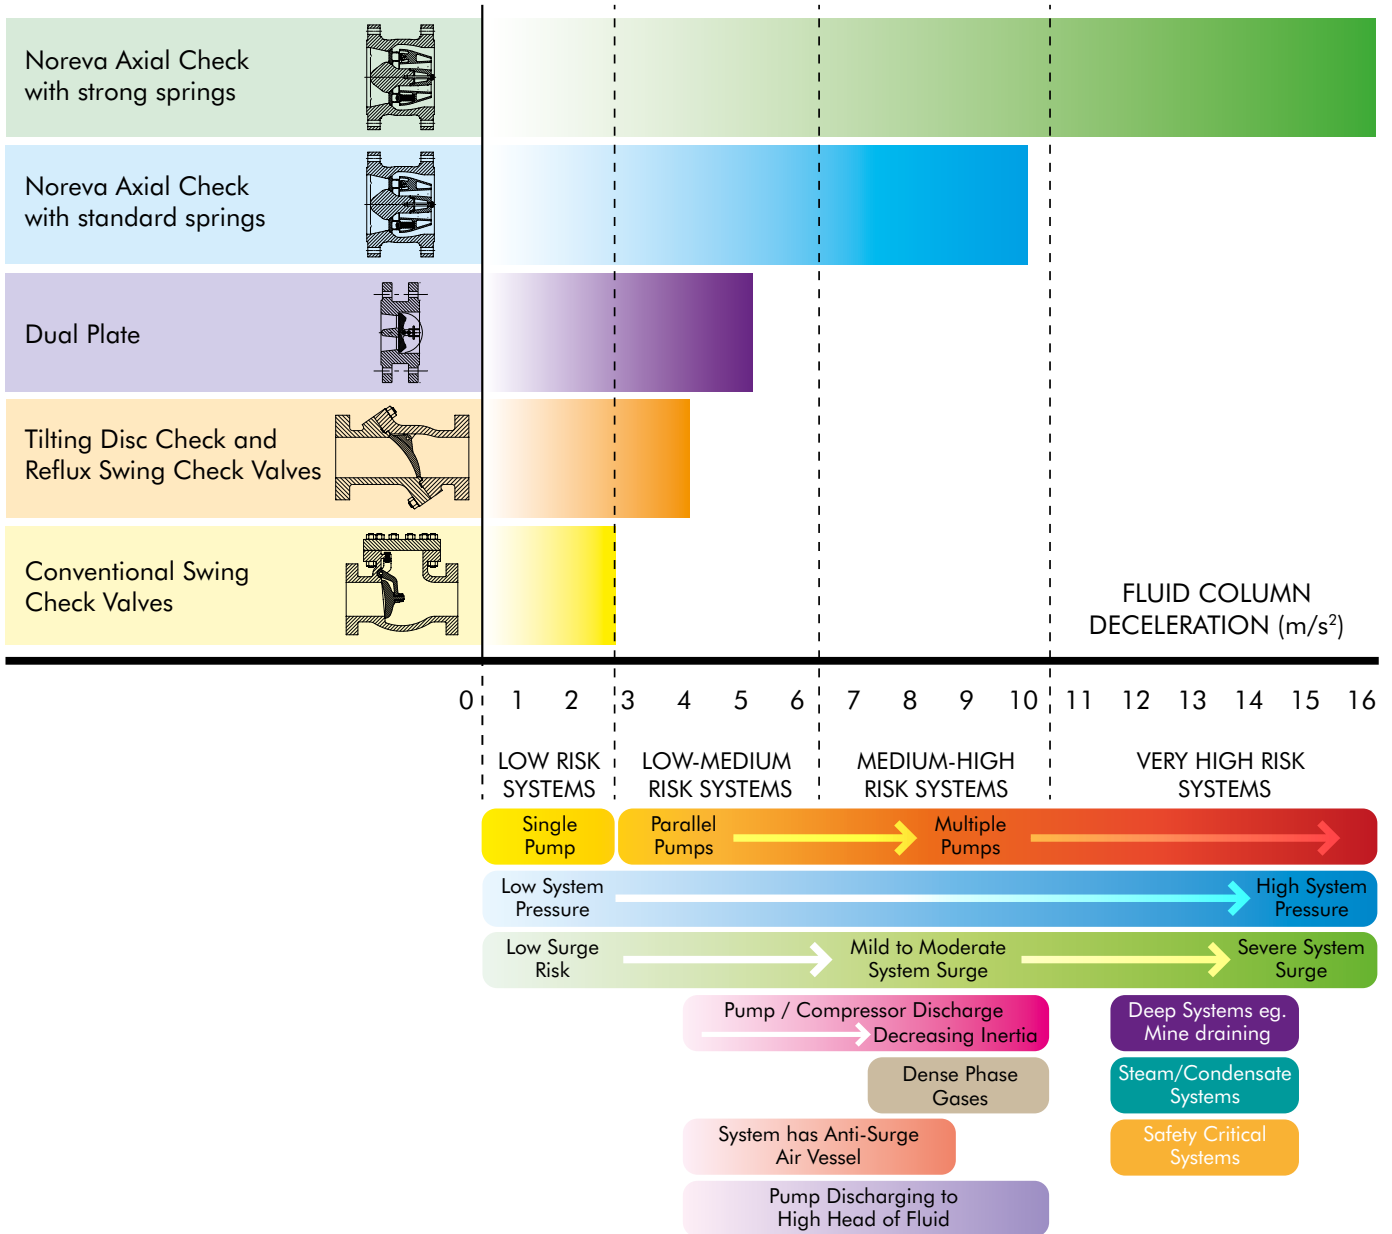 Noreva Axial Check
with strong springs
Noreva Axial Check
with standard springs
Dual Plate
Tilting Disc Check and
Reflux Swing Check Valves
Conventional Swing
Check Valves
FLUID COLUMN
DECELERATION (m/s²)
0 1 2 3 4 5 6 7 8 9 10 11 12 13 14 15 16
LOW RISK
SYSTEMS
LOW-MEDIUM
RISK SYSTEMS
MEDIUM-HIGH
RISK SYSTEMS
VERY HIGH RISK
SYSTEMS
Single
Pump
Parallel
Pumps
Multiple
Pumps
Low System
Pressure
High System
Pressure
Low Surge
Risk
Mild to Moderate
System Surge
Severe System
Surge
Pump / Compressor Discharge
Decreasing Inertia
Deep Systems eg.
Mine draining
Dense Phase
Gases
Steam/Condensate
Systems
System has Anti-Surge
Air Vessel
Safety Critical
Systems
Pump Discharging to
High Head of Fluid